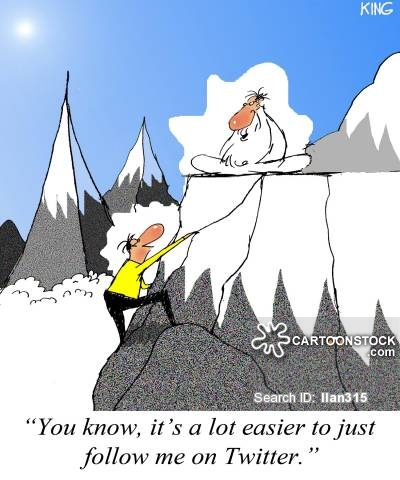 KING
CARTOONSTOCK
.com
Search ID: llan315
“You know, it’s a lot easier to just
follow me on Twitter.”